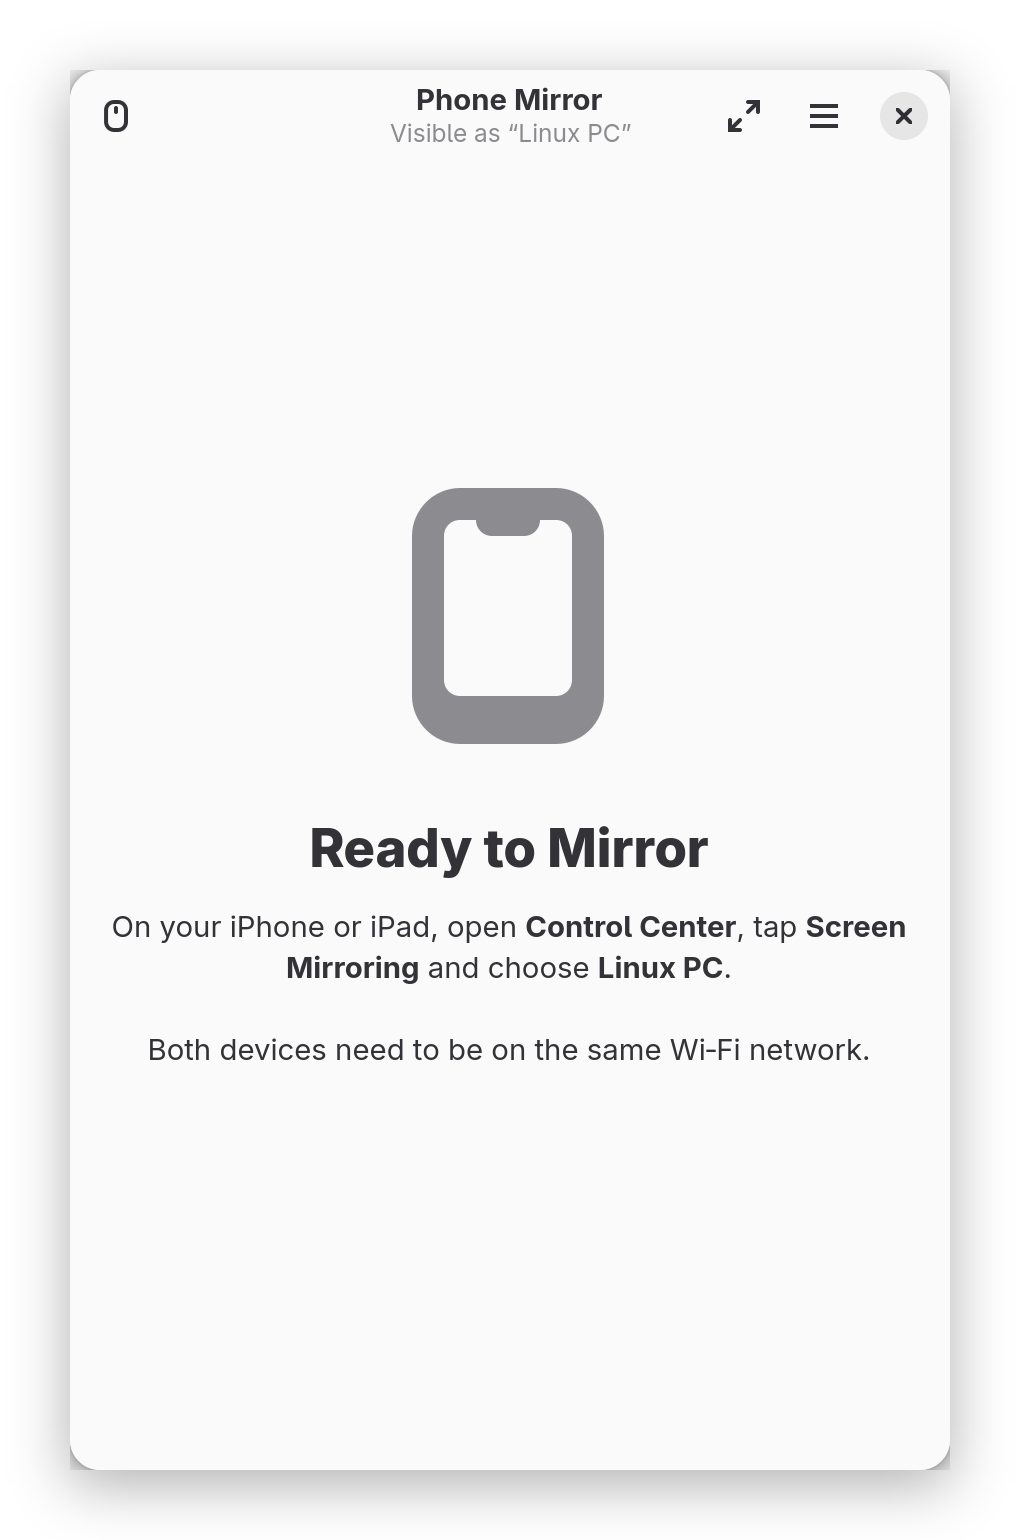 Phone Mirror
Visible as “Linux PC”
Ready to Mirror
On your iPhone or iPad, open Control Center, tap Screen
Mirroring and choose Linux PC.
Both devices need to be on the same Wi-Fi network.